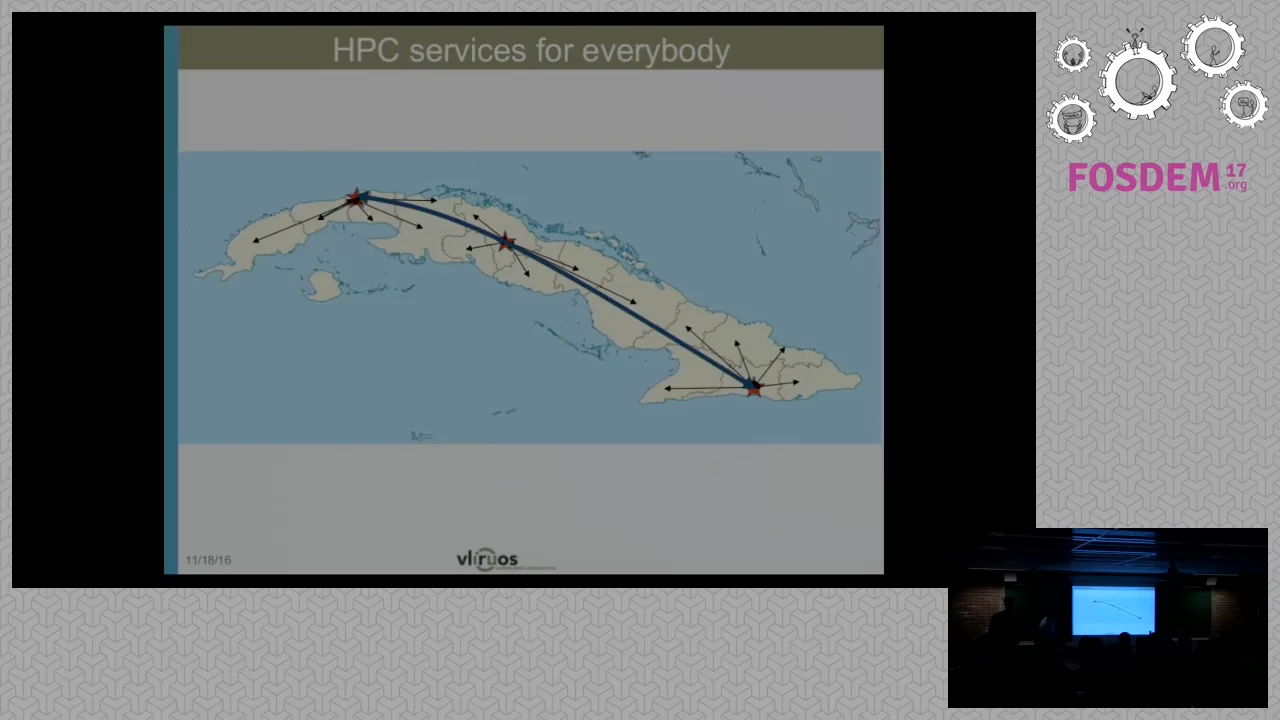 HPC services for everybody
11/18/16
vliruos
FOSDEM 17
.org